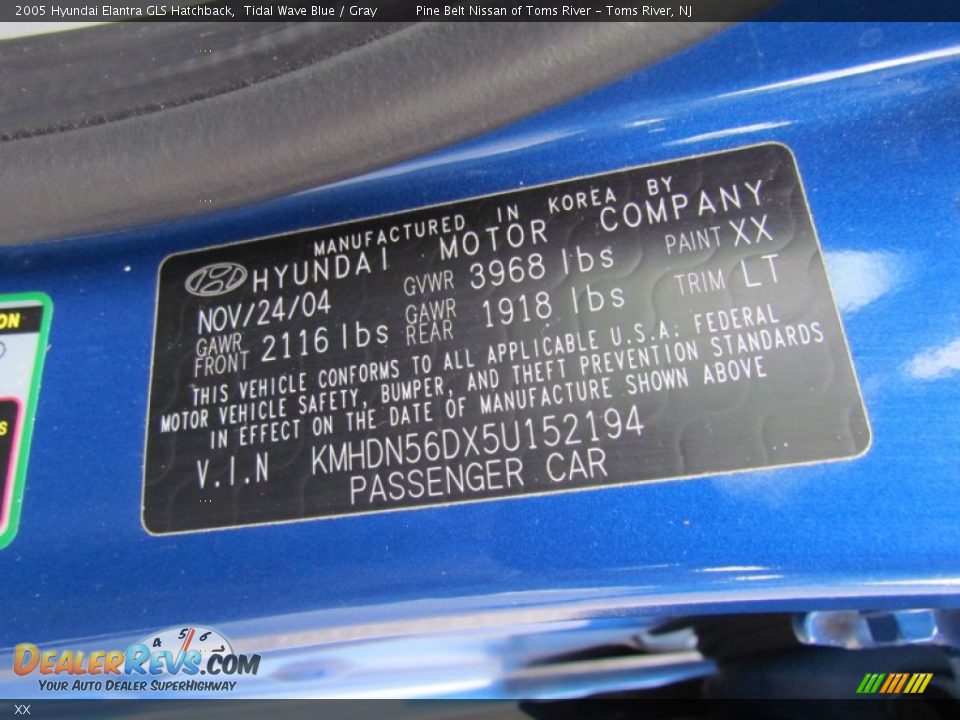 2005 Hyundai Elantra GLS Hatchback, Tidal Wave Blue / Gray Pine Belt Nissan of Toms River - Toms River, NJ
MANUFACTURED IN KOREA BY
HYUNDAI MOTOR COMPANY
NOV/24/04 GVWR 3968 lbs PAINT XX
GAWR FRONT 2116 lbs GAWR REAR 1918 lbs TRIM LT
THIS VEHICLE CONFORMS TO ALL APPLICABLE U.S.A. FEDERAL
MOTOR VEHICLE SAFETY, BUMPER, AND THEFT PREVENTION STANDARDS
IN EFFECT ON THE DATE OF MANUFACTURE SHOWN ABOVE
V.I.N KMHDN56DX5U152194
PASSENGER CAR
ON
S
4 5 6
DEALERREVS.COM
YOUR AUTO DEALER SUPERHIGHWAY
XX